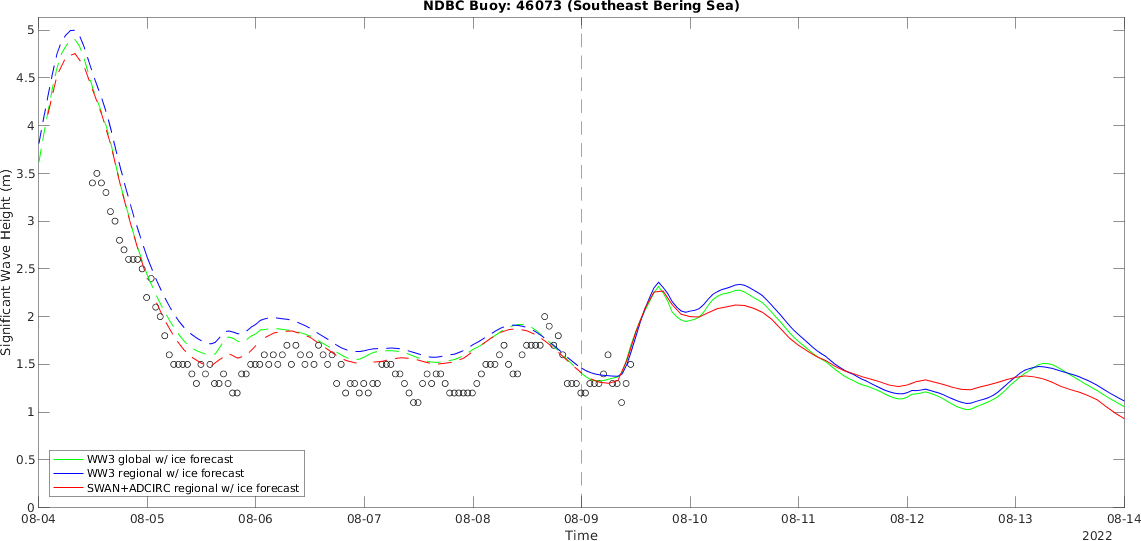 NDBC Buoy: 46073 (Southeast Bering Sea)
5
4.5
4
3.5
3
2.5
2
1.5
1
0.5
0
Significant Wave Height (m)
WW3 global w/ ice forecast
WW3 regional w/ ice forecast
SWAN+ADCIRC regional w/ ice forecast
08-04 08-05 08-06 08-07 08-08 08-09 08-10 08-11 08-12 08-13 08-14
Time
2022